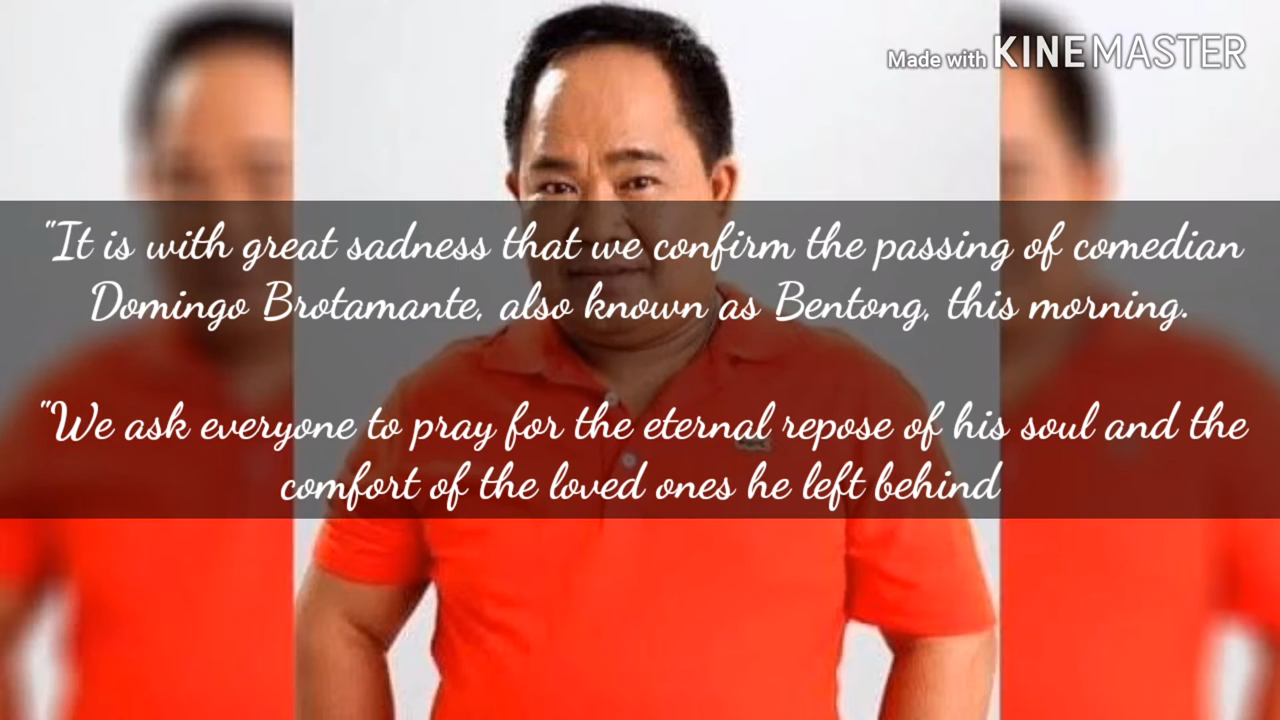 Made with KINEMASTER
"It is with great sadness that we confirm the passing of comedian
Domingo Brotamante, also known as Bentong, this morning.
"We ask everyone to pray for the eternal repose of his soul and the
comfort of the loved ones he left behind